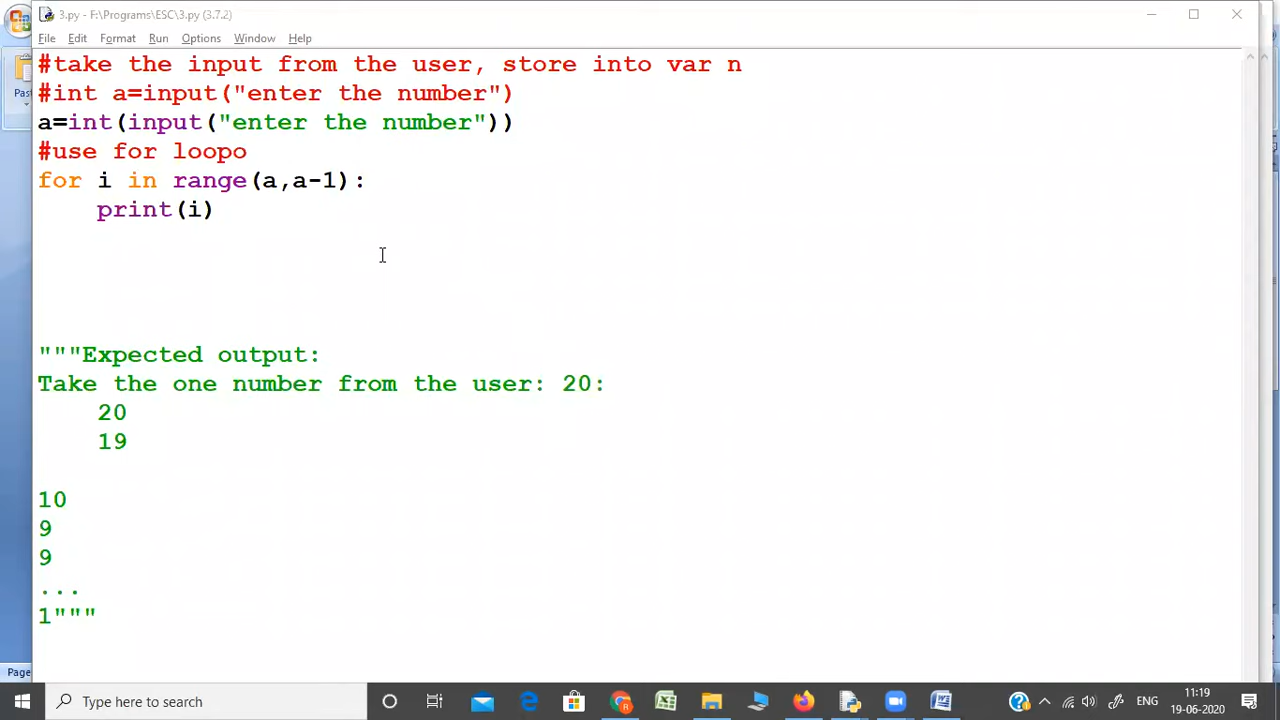 3.py - F:\Programs\ESC\3.py (3.7.2)
File Edit Format Run Options Window Help
#take the input from the user, store into var n
#int a=input("enter the number")
a=int(input("enter the number"))
#use for loopo
for i in range(a,a-1):
print(i)
"""Expected output:
Take the one number from the user: 20:
20
19
10
9
9
...
1"""
Past
Page
Type here to search
ENG
11:19
19-06-2020